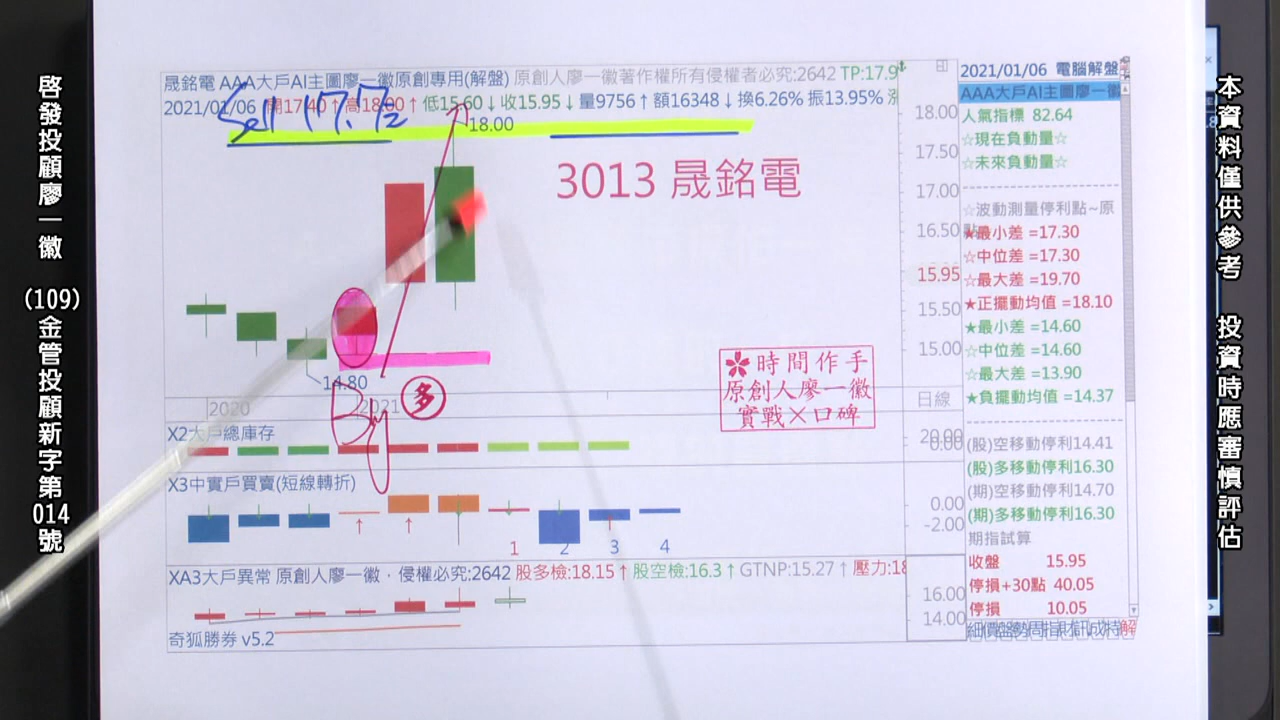 啓發投顧廖一徽 (109)金管投顧新字第014號
本資料僅供參考 投資時應審慎評估
晟銘電 AAA大戶AI主圖廖一徽原創專用(解盤) 原創人廖一徽著作權所有侵權者必究:2642 TP:17.9
2021/01/06 開17.40↑高18.00↑低15.60↓收15.95↓量9756↑額16348↓換6.26% 振13.95% 漲
Sell
18.00
3013 晟銘電
14.80
Buy
多
2020
2021
日線
18.00
17.50
17.00
16.50
15.95
15.50
15.00
時間作手
原創人廖一徽
實戰×口碑
X2大戶總庫存
20.00
0.00
X3中實戶買賣(短線轉折)
0.00
-2.00
1 2 3 4
XA3大戶異常 原創人廖一徽.侵權必究:2642 股多檢:18.15↑股空檢:16.3↑GTNP:15.27↑壓力:18
16.00
14.00
奇狐勝券 v5.2
2021/01/06 電腦解盤
AAA大戶AI主圖廖一徽
人氣指標 82.64
☆現在負動量☆
☆未來負動量☆
☆波動測量停利點~原
★最小差 =17.30
☆中位差 =17.30
☆最大差 =19.70
★正擺動均值 =18.10
★最小差 =14.60
☆中位差 =14.60
☆最大差 =13.90
★負擺動均值 =14.37
(股)空移動停利14.41
(股)多移動停利16.30
(期)空移動停利14.70
(期)多移動停利16.30
期指試算
收盤 15.95
停損+30點 40.05
停損 10.05